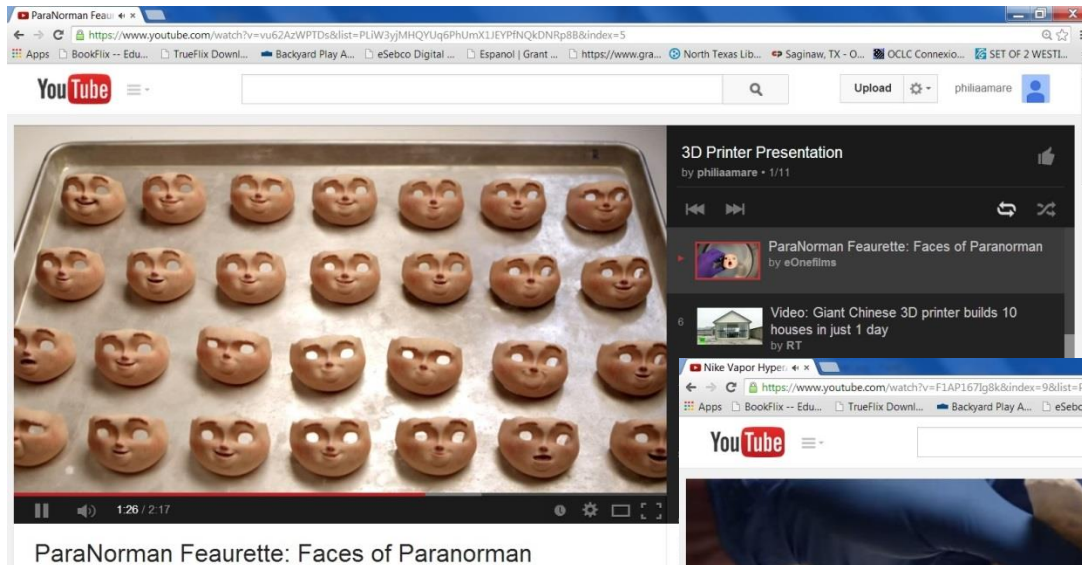 ParaNorman Feau
https://www.youtube.com/watch?v=vu62AzWPTDs&list=PLiW3yjMHQYUq6PhUmX1JEYPfNQkDNRp8B&index=5
Apps BookFlix -- Edu... TrueFlix Downl... Backyard Play A... eSebco Digital ... Espanol | Grant ... https://www.gra... North Texas Lib... Saginaw, TX - O... OCLC Connexio... SET OF 2 WESTI...
YouTube Upload philiaamare
3D Printer Presentation
by philiaamare • 1/11
ParaNorman Feaurette: Faces of Paranorman
by eOnefilms
6 Video: Giant Chinese 3D printer builds 10
houses in just 1 day
by RT
1:26 / 2:17
ParaNorman Feaurette: Faces of Paranorman
Nike Vapor Hyper
https://www.youtube.com/watch?v=F1AP167Ig8k&index=9&list=P
Apps BookFlix -- Edu... TrueFlix Downl... Backyard Play A... eSebc
YouTube